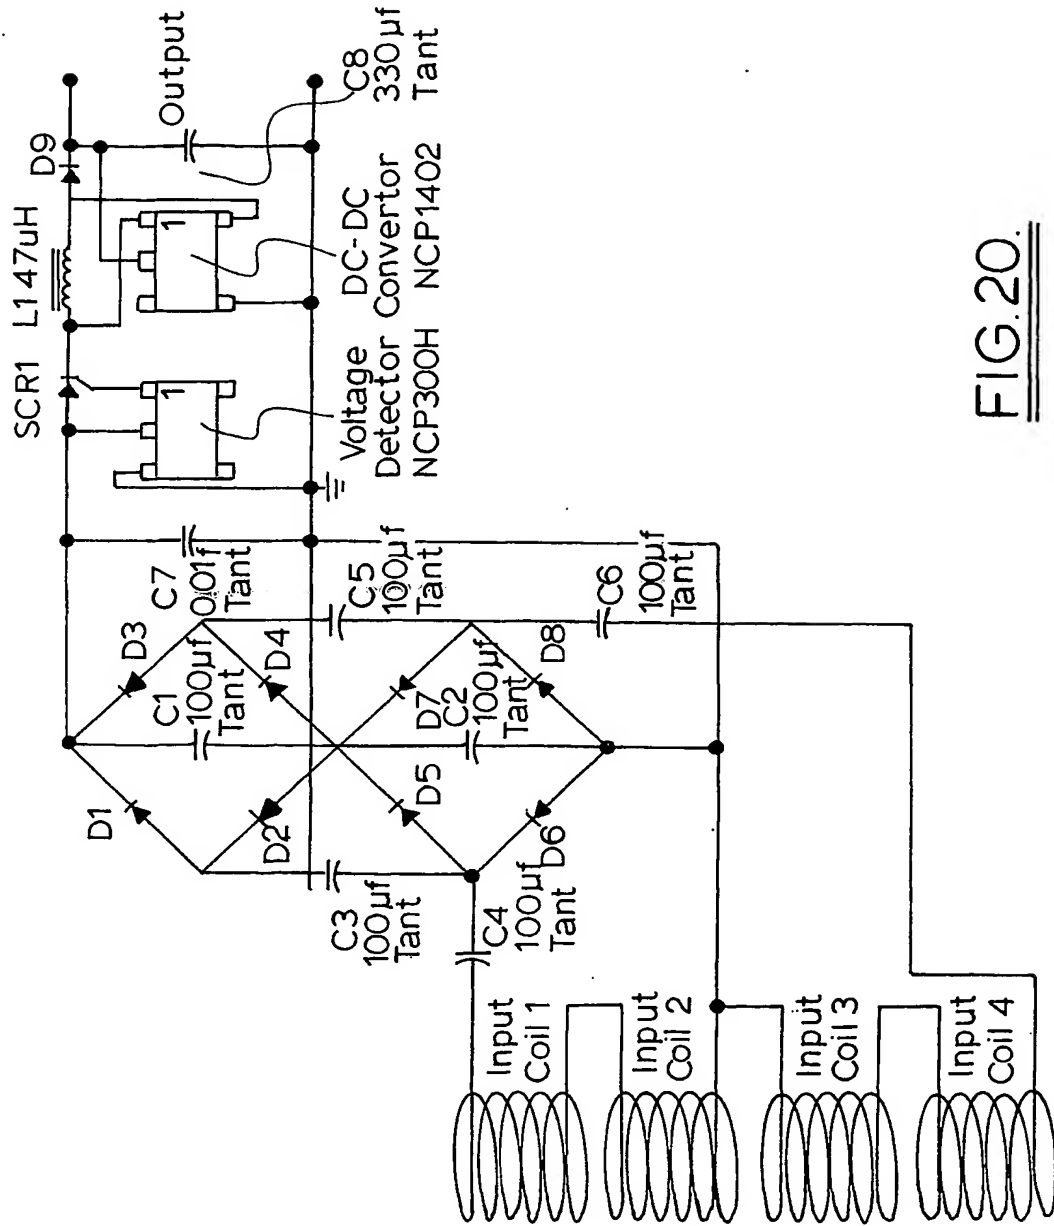 SCR1
L147uH
D9
Output
1
1
Voltage
Detector
NCP300H
DC-DC
Convertor
NCP1402
C8
330µf
Tant
D1
D3
C1
100µf
Tant
C7
0.01f
Tant
D2
D4
C5
100µf
Tant
C3
100µf
Tant
D5
D7
C2
100µf
Tant
D6
D8
C6
100µf
Tant
C4
100µf
Tant
Input
Coil 1
Input
Coil 2
Input
Coil 3
Input
Coil 4
FIG.20.